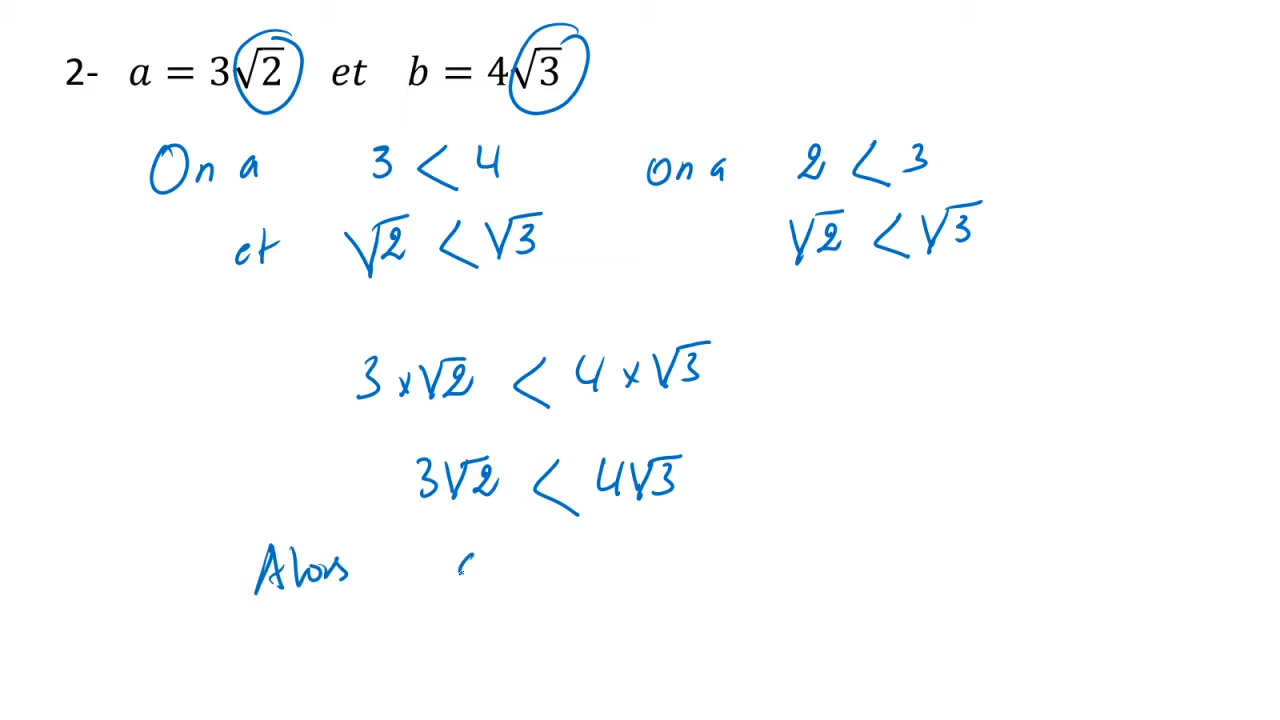 2- a = 3√2 et b = 4√3
On a 3 < 4 on a 2 < 3
et √2 < √3 √2 < √3
3 × √2 < 4 × √3
3√2 < 4√3
Alors